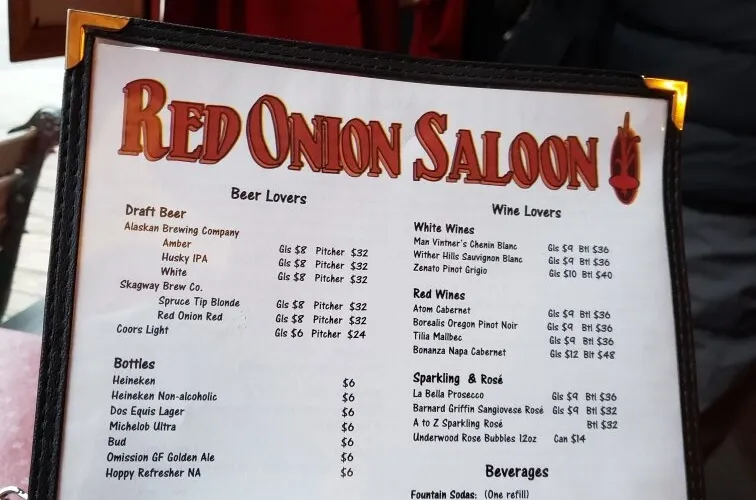 RED ONION SALOON
Beer Lovers
Draft Beer
Alaskan Brewing Company
Amber Gls $8 Pitcher $32
Husky IPA Gls $8 Pitcher $32
White Gls $8 Pitcher $32
Skagway Brew Co.
Spruce Tip Blonde Gls $8 Pitcher $32
Red Onion Red Gls $8 Pitcher $32
Coors Light Gls $6 Pitcher $24
Bottles
Heineken $6
Heineken Non-alcoholic $6
Dos Equis Lager $6
Michelob Ultra $6
Bud $6
Omission GF Golden Ale $6
Hoppy Refresher NA $6
Wine Lovers
White Wines
Man Vintner's Chenin Blanc Gls $9 Btl $36
Wither Hills Sauvignon Blanc Gls $9 Btl $36
Zenato Pinot Grigio Gls $10 Btl $40
Red Wines
Atom Cabernet Gls $9 Btl $36
Borealis Oregon Pinot Noir Gls $9 Btl $36
Tilia Mallbec Gls $9 Btl $36
Bonanza Napa Cabernet Gls $12 Blt $48
Sparkling & Rosé
La Bella Prosecco Gls $9 Btl $36
Barnard Griffin Sangiovese Rosé Gls $9 Btl $32
A to Z Sparkling Rosé Btl $32
Underwood Rose Bubbles 12oz Can $14
Beverages
Fountain Sodas: (One refill)